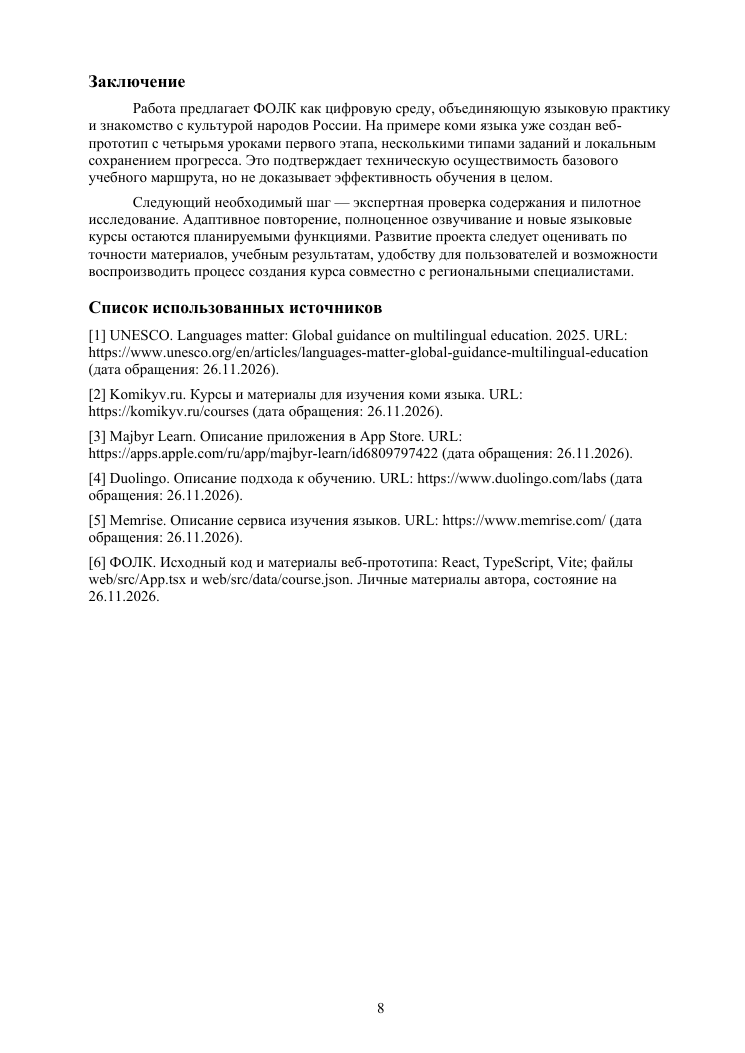 Заключение
Работа предлагает ФОЛК как цифровую среду, объединяющую языковую практику
и знакомство с культурой народов России. На примере коми языка уже создан веб-
прототип с четырьмя уроками первого этапа, несколькими типами заданий и локальным
сохранением прогресса. Это подтверждает техническую осуществимость базового
учебного маршрута, но не доказывает эффективность обучения в целом.
Следующий необходимый шаг — экспертная проверка содержания и пилотное
исследование. Адаптивное повторение, полноценное озвучивание и новые языковые
курсы остаются планируемыми функциями. Развитие проекта следует оценивать по
точности материалов, учебным результатам, удобству для пользователей и возможности
воспроизводить процесс создания курса совместно с региональными специалистами.
Список использованных источников
[1] UNESCO. Languages matter: Global guidance on multilingual education. 2025. URL:
https://www.unesco.org/en/articles/languages-matter-global-guidance-multilingual-education
(дата обращения: 26.11.2026).
[2] Komikyv.ru. Курсы и материалы для изучения коми языка. URL:
https://komikyv.ru/courses (дата обращения: 26.11.2026).
[3] Majbyr Learn. Описание приложения в App Store. URL:
https://apps.apple.com/ru/app/majbyr-learn/id6809797422 (дата обращения: 26.11.2026).
[4] Duolingo. Описание подхода к обучению. URL: https://www.duolingo.com/labs (дата
обращения: 26.11.2026).
[5] Memrise. Описание сервиса изучения языков. URL: https://www.memrise.com/ (дата
обращения: 26.11.2026).
[6] ФОЛК. Исходный код и материалы веб-прототипа: React, TypeScript, Vite; файлы
web/src/App.tsx и web/src/data/course.json. Личные материалы автора, состояние на
26.11.2026.
8